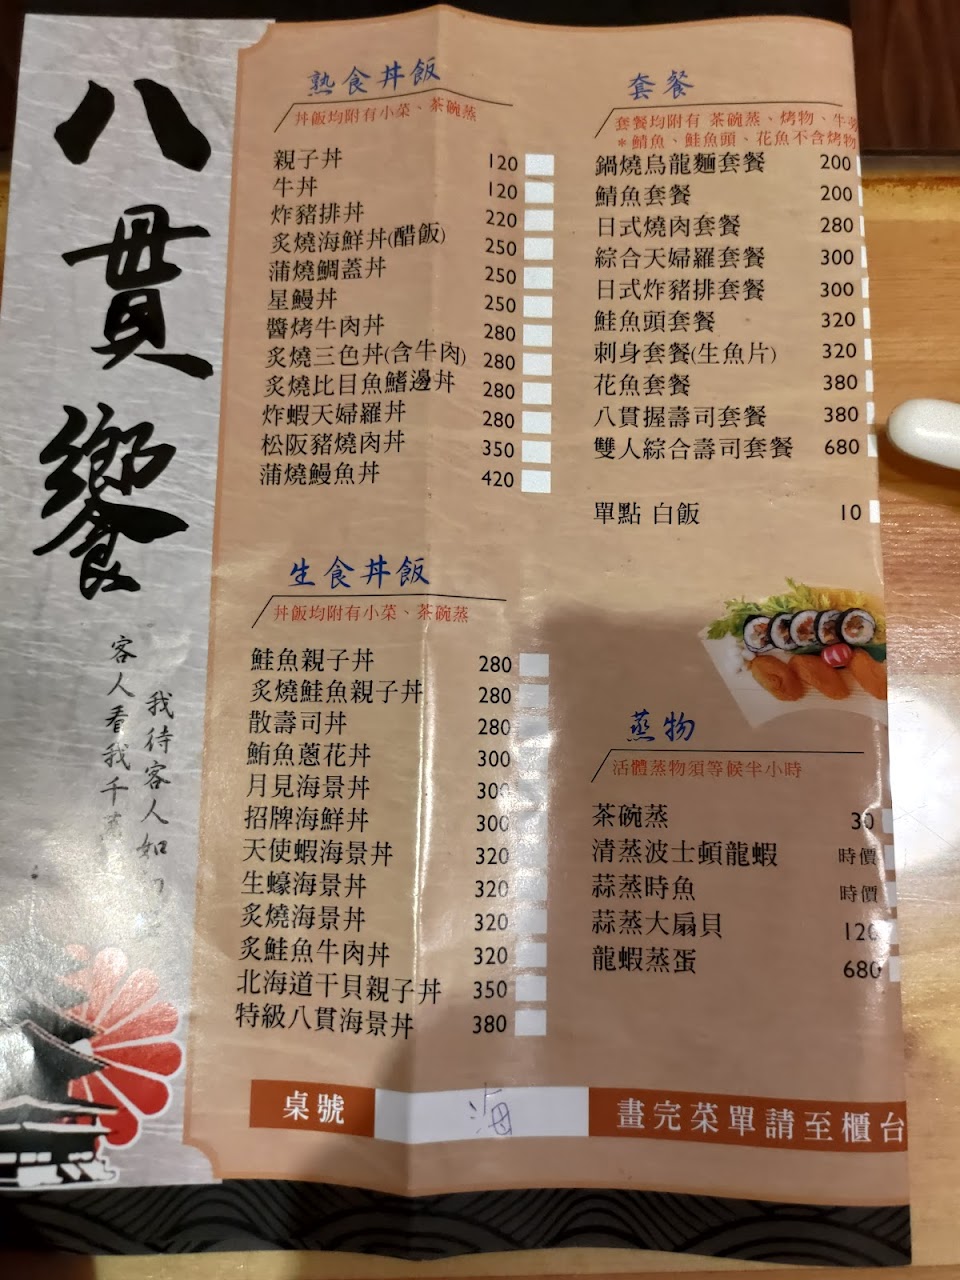 八貫饗
我待客人如
客人看我千
熟食丼飯
丼飯均附有小菜、茶碗蒸
親子丼 120
牛丼 120
炸豬排丼 220
炙燒海鮮丼(醋飯) 250
蒲燒鯛蓋丼 250
星鰻丼 250
醬烤牛肉丼 280
炙燒三色丼(含牛肉) 280
炙燒比目魚鰭邊丼 280
炸蝦天婦羅丼 280
松阪豬燒肉丼 350
蒲燒鰻魚丼 420
生食丼飯
丼飯均附有小菜、茶碗蒸
鮭魚親子丼 280
炙燒鮭魚親子丼 280
散壽司丼 280
鮪魚蔥花丼 300
月見海景丼 300
招牌海鮮丼 300
天使蝦海景丼 320
生蠔海景丼 320
炙燒海景丼 320
炙鮭魚牛肉丼 320
北海道干貝親子丼 350
特級八貫海景丼 380
套餐
套餐均附有 茶碗蒸、烤物、牛蒡
*鯖魚、鮭魚頭、花魚不含烤物
鍋燒烏龍麵套餐 200
鯖魚套餐 200
日式燒肉套餐 280
綜合天婦羅套餐 300
日式炸豬排套餐 300
鮭魚頭套餐 320
刺身套餐(生魚片) 320
花魚套餐 380
八貫握壽司套餐 380
雙人綜合壽司套餐 680
單點 白飯 10
蒸物
活體蒸物須等候半小時
茶碗蒸 30
清蒸波士頓龍蝦 時價
蒜蒸時魚 時價
蒜蒸大扇貝 120
龍蝦蒸蛋 680
桌號 海 畫完菜單請至櫃台